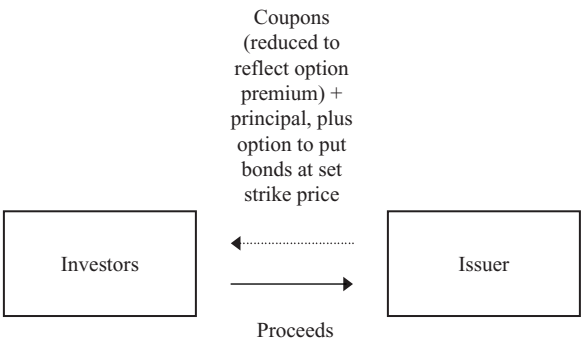 Coupons
(reduced to
reflect option
premium) +
principal, plus
option to put
bonds at set
strike price
Investors
Issuer
Proceeds